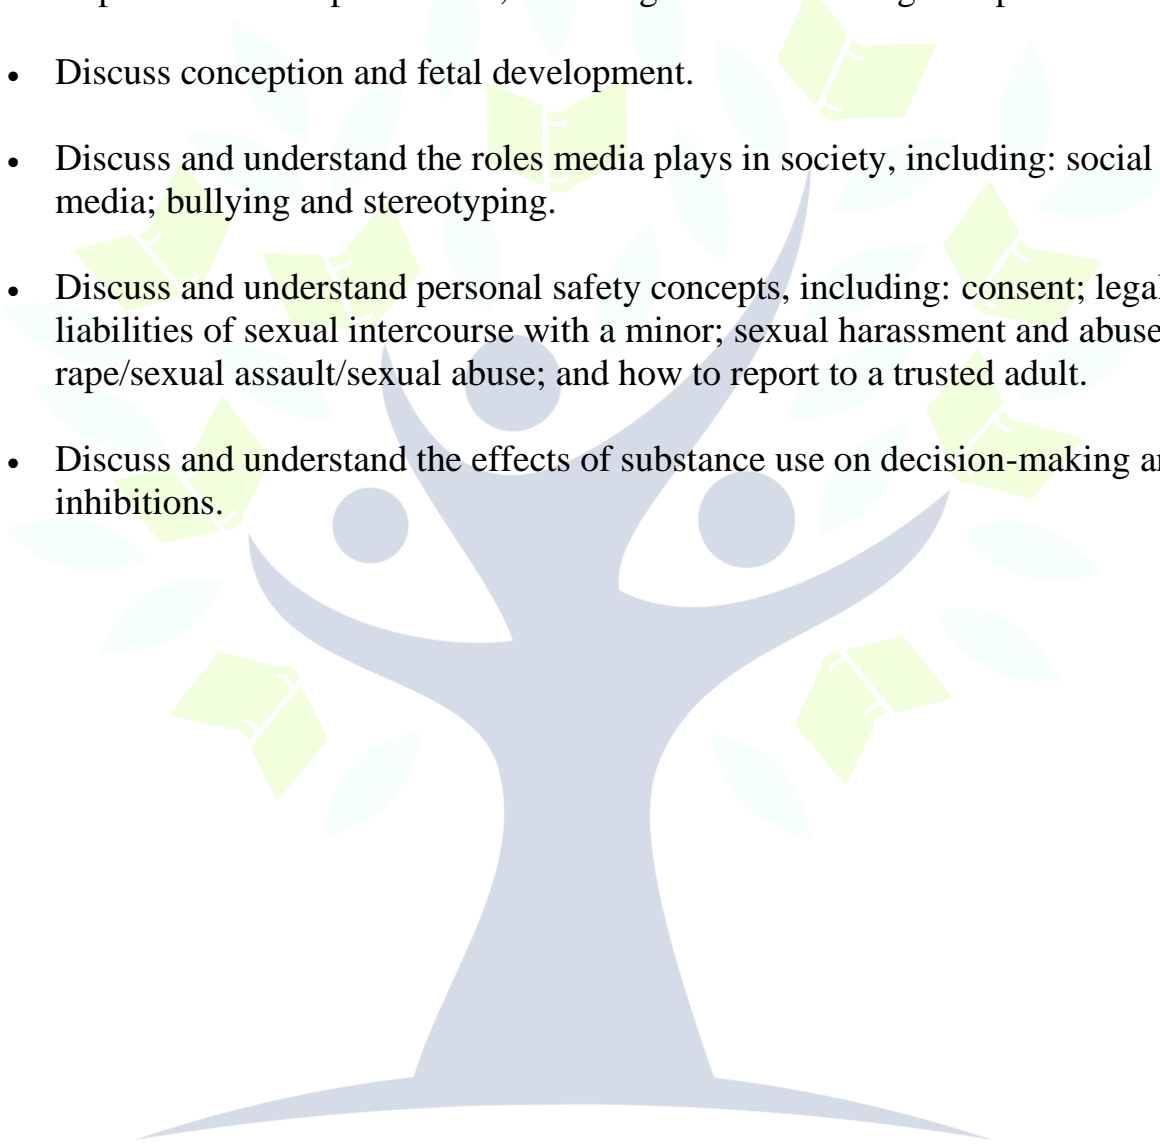 • Discuss conception and fetal development.
• Discuss and understand the roles media plays in society, including: social
media; bullying and stereotyping.
• Discuss and understand personal safety concepts, including: consent; legal
liabilities of sexual intercourse with a minor; sexual harassment and abuse
rape/sexual assault/sexual abuse; and how to report to a trusted adult.
• Discuss and understand the effects of substance use on decision-making
inhibitions.